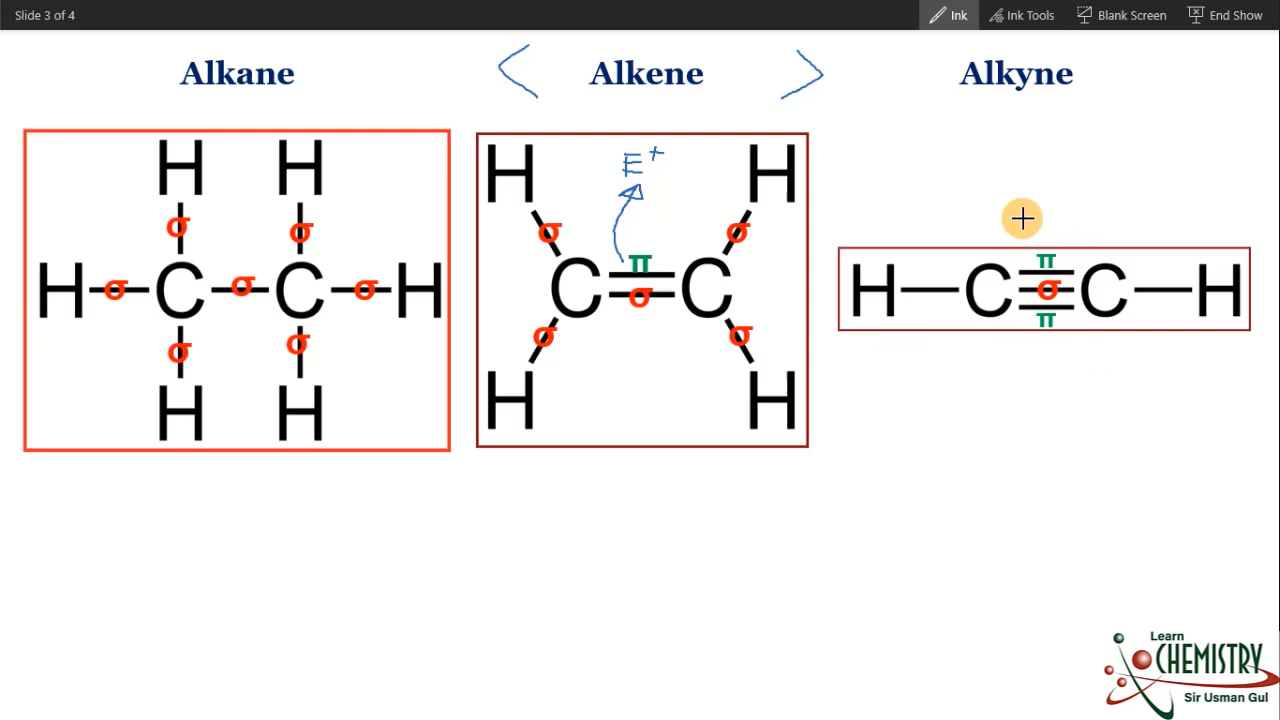 Slide 3 of 4
Ink
Ink Tools
Blank Screen
End Show
Alkane < Alkene > Alkyne
H H
σ σ
H σ C σ C σ H
σ σ
H H
H E+ H
σ σ
π
C C
σ
σ σ
H H
π
H C σ C H
π
Learn
CHEMISTRY
Sir Usman Gul